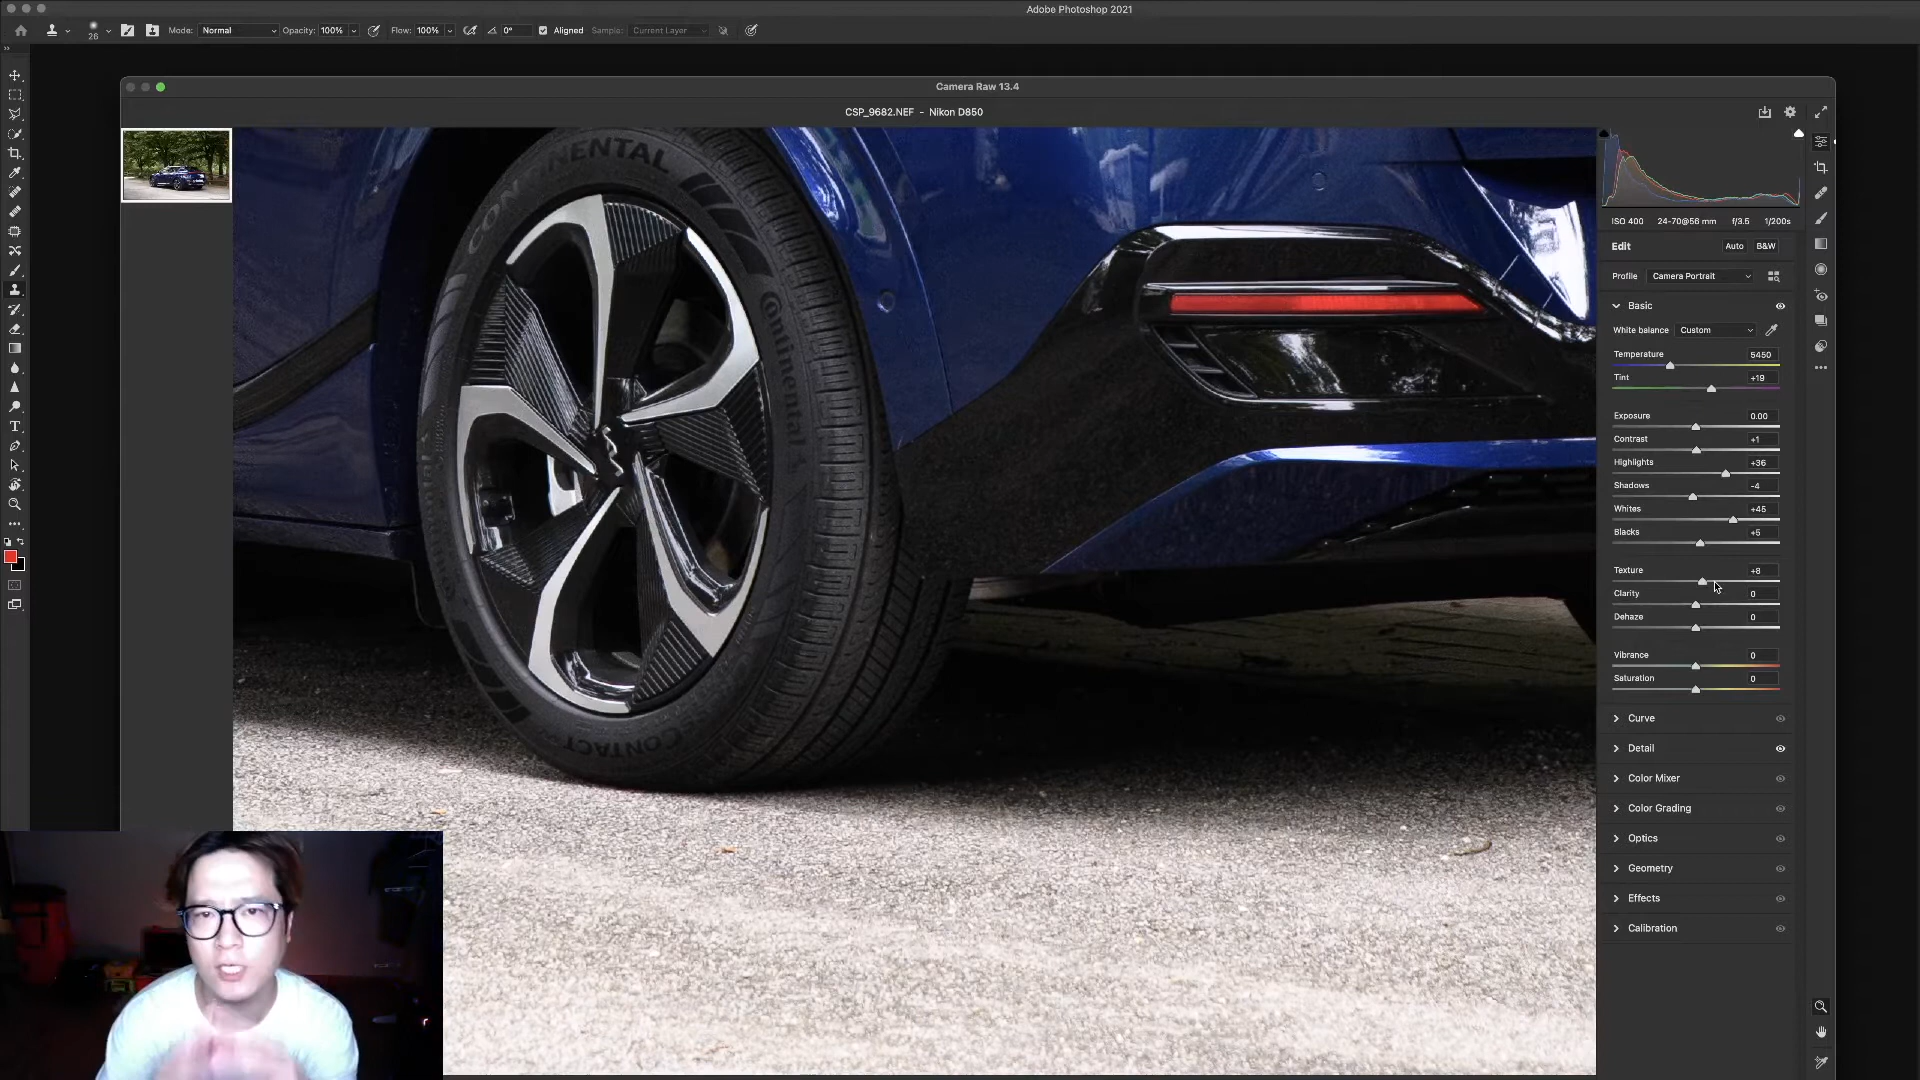 Adobe Photoshop 2021
26
Mode: Normal
Opacity: 100%
Flow: 100%
0°
Aligned
Sample: Current Layer
Camera Raw 13.4
CSP_9682.NEF - Nikon D850
CONTINENTAL
Continental
CONTACT
ISO 400 24-70@56 mm f/3.5 1/200s
Edit Auto B&W
Profile Camera Portrait
Basic
White balance Custom
Temperature 5450
Tint +19
Exposure 0.00
Contrast +1
Highlights +36
Shadows -4
Whites +45
Blacks +5
Texture +8
Clarity 0
Dehaze 0
Vibrance 0
Saturation 0
Curve
Detail
Color Mixer
Color Grading
Optics
Geometry
Effects
Calibration